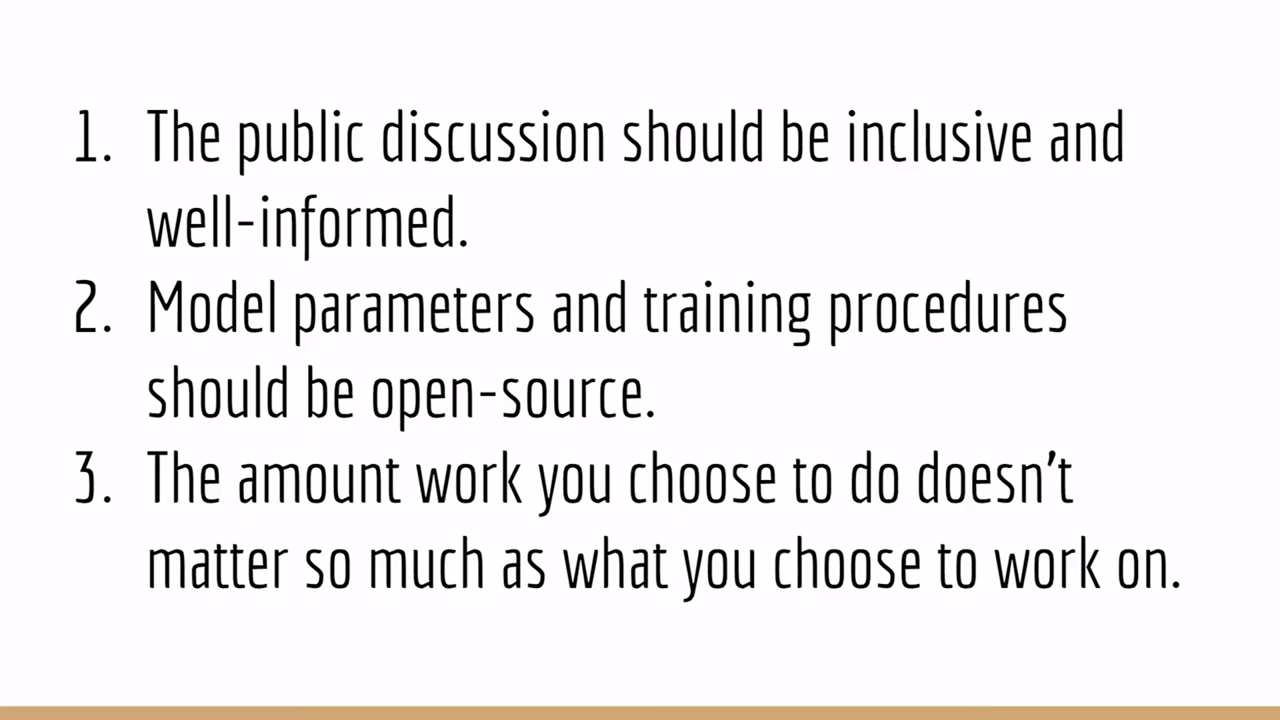 1. The public discussion should be inclusive and
well-informed.
2. Model parameters and training procedures
should be open-source.
3. The amount work you choose to do doesn't
matter so much as what you choose to work on.